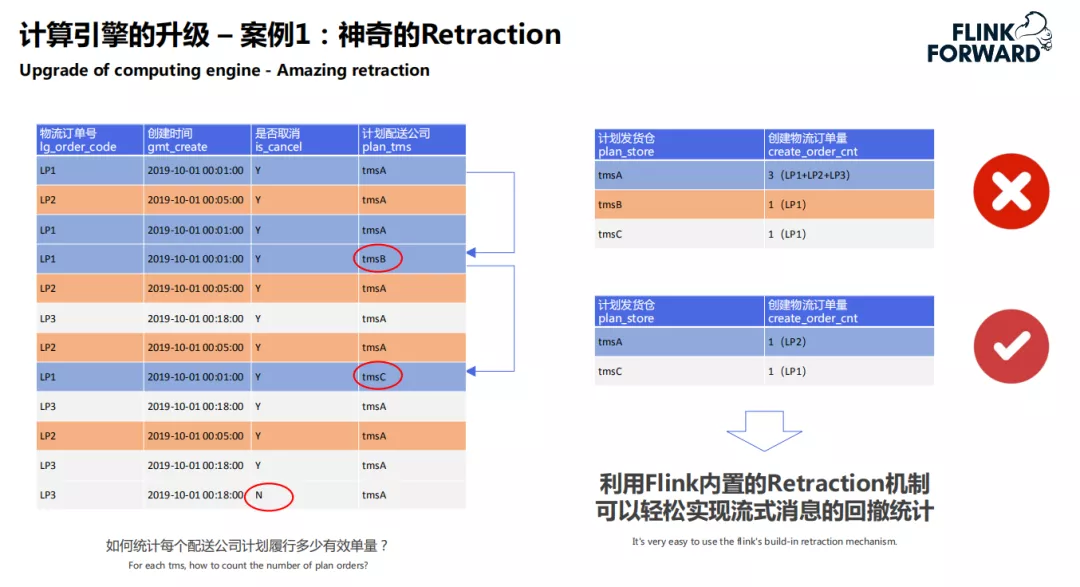 计算引擎的升级 – 案例1：神奇的Retraction
Upgrade of computing engine - Amazing retraction
FLINK
FORWARD
物流订单号 创建时间 是否取消 计划配送公司
lg_order_code gmt_create is_cancel plan_tms
LP1 2019-10-01 00:01:00 Y tmsA
LP2 2019-10-01 00:05:00 Y tmsA
LP1 2019-10-01 00:01:00 Y tmsA
LP1 2019-10-01 00:01:00 Y tmsB
LP2 2019-10-01 00:05:00 Y tmsA
LP3 2019-10-01 00:18:00 Y tmsA
LP2 2019-10-01 00:05:00 Y tmsA
LP1 2019-10-01 00:01:00 Y tmsC
LP3 2019-10-01 00:18:00 Y tmsA
LP2 2019-10-01 00:05:00 Y tmsA
LP3 2019-10-01 00:18:00 Y tmsA
LP3 2019-10-01 00:18:00 N tmsA
如何统计每个配送公司计划履行多少有效单量？
For each tms, how to count the number of plan orders?
计划发货仓 创建物流订单量
plan_store create_order_cnt
tmsA 3（LP1+LP2+LP3）
tmsB 1（LP1）
tmsC 1（LP1）
计划发货仓 创建物流订单量
plan_store create_order_cnt
tmsA 1（LP2）
tmsC 1（LP1）
利用Flink内置的Retraction机制
可以轻松实现流式消息的回撤统计
It's very easy to use the flink's build-in retraction mechanism.